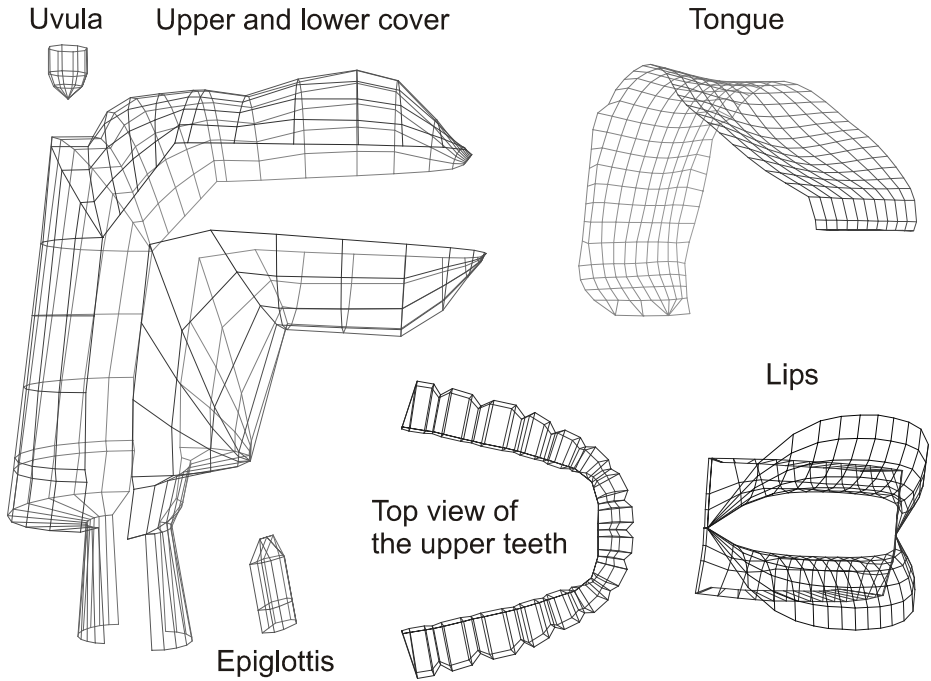 Uvula
Upper and lower cover
Tongue
Lips
Top view of
the upper teeth
Epiglottis